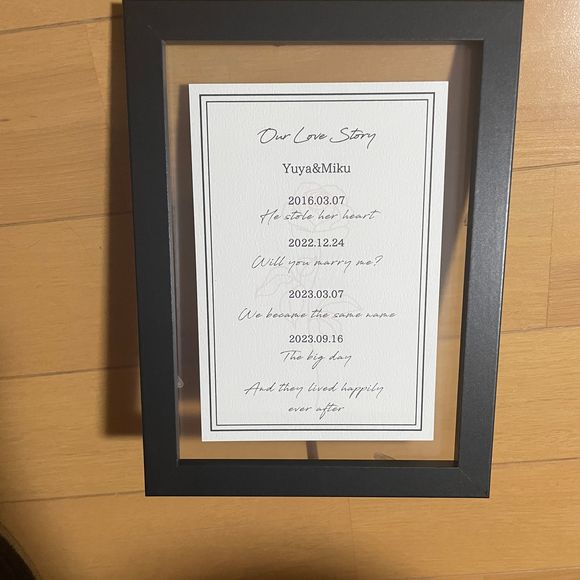 Our Love Story
Yuya&Miku
2016.03.07
He stole her heart
2022.12.24
Will you marry me?
2023.03.07
We became the same name
2023.09.16
The big day
And they lived happily
ever after